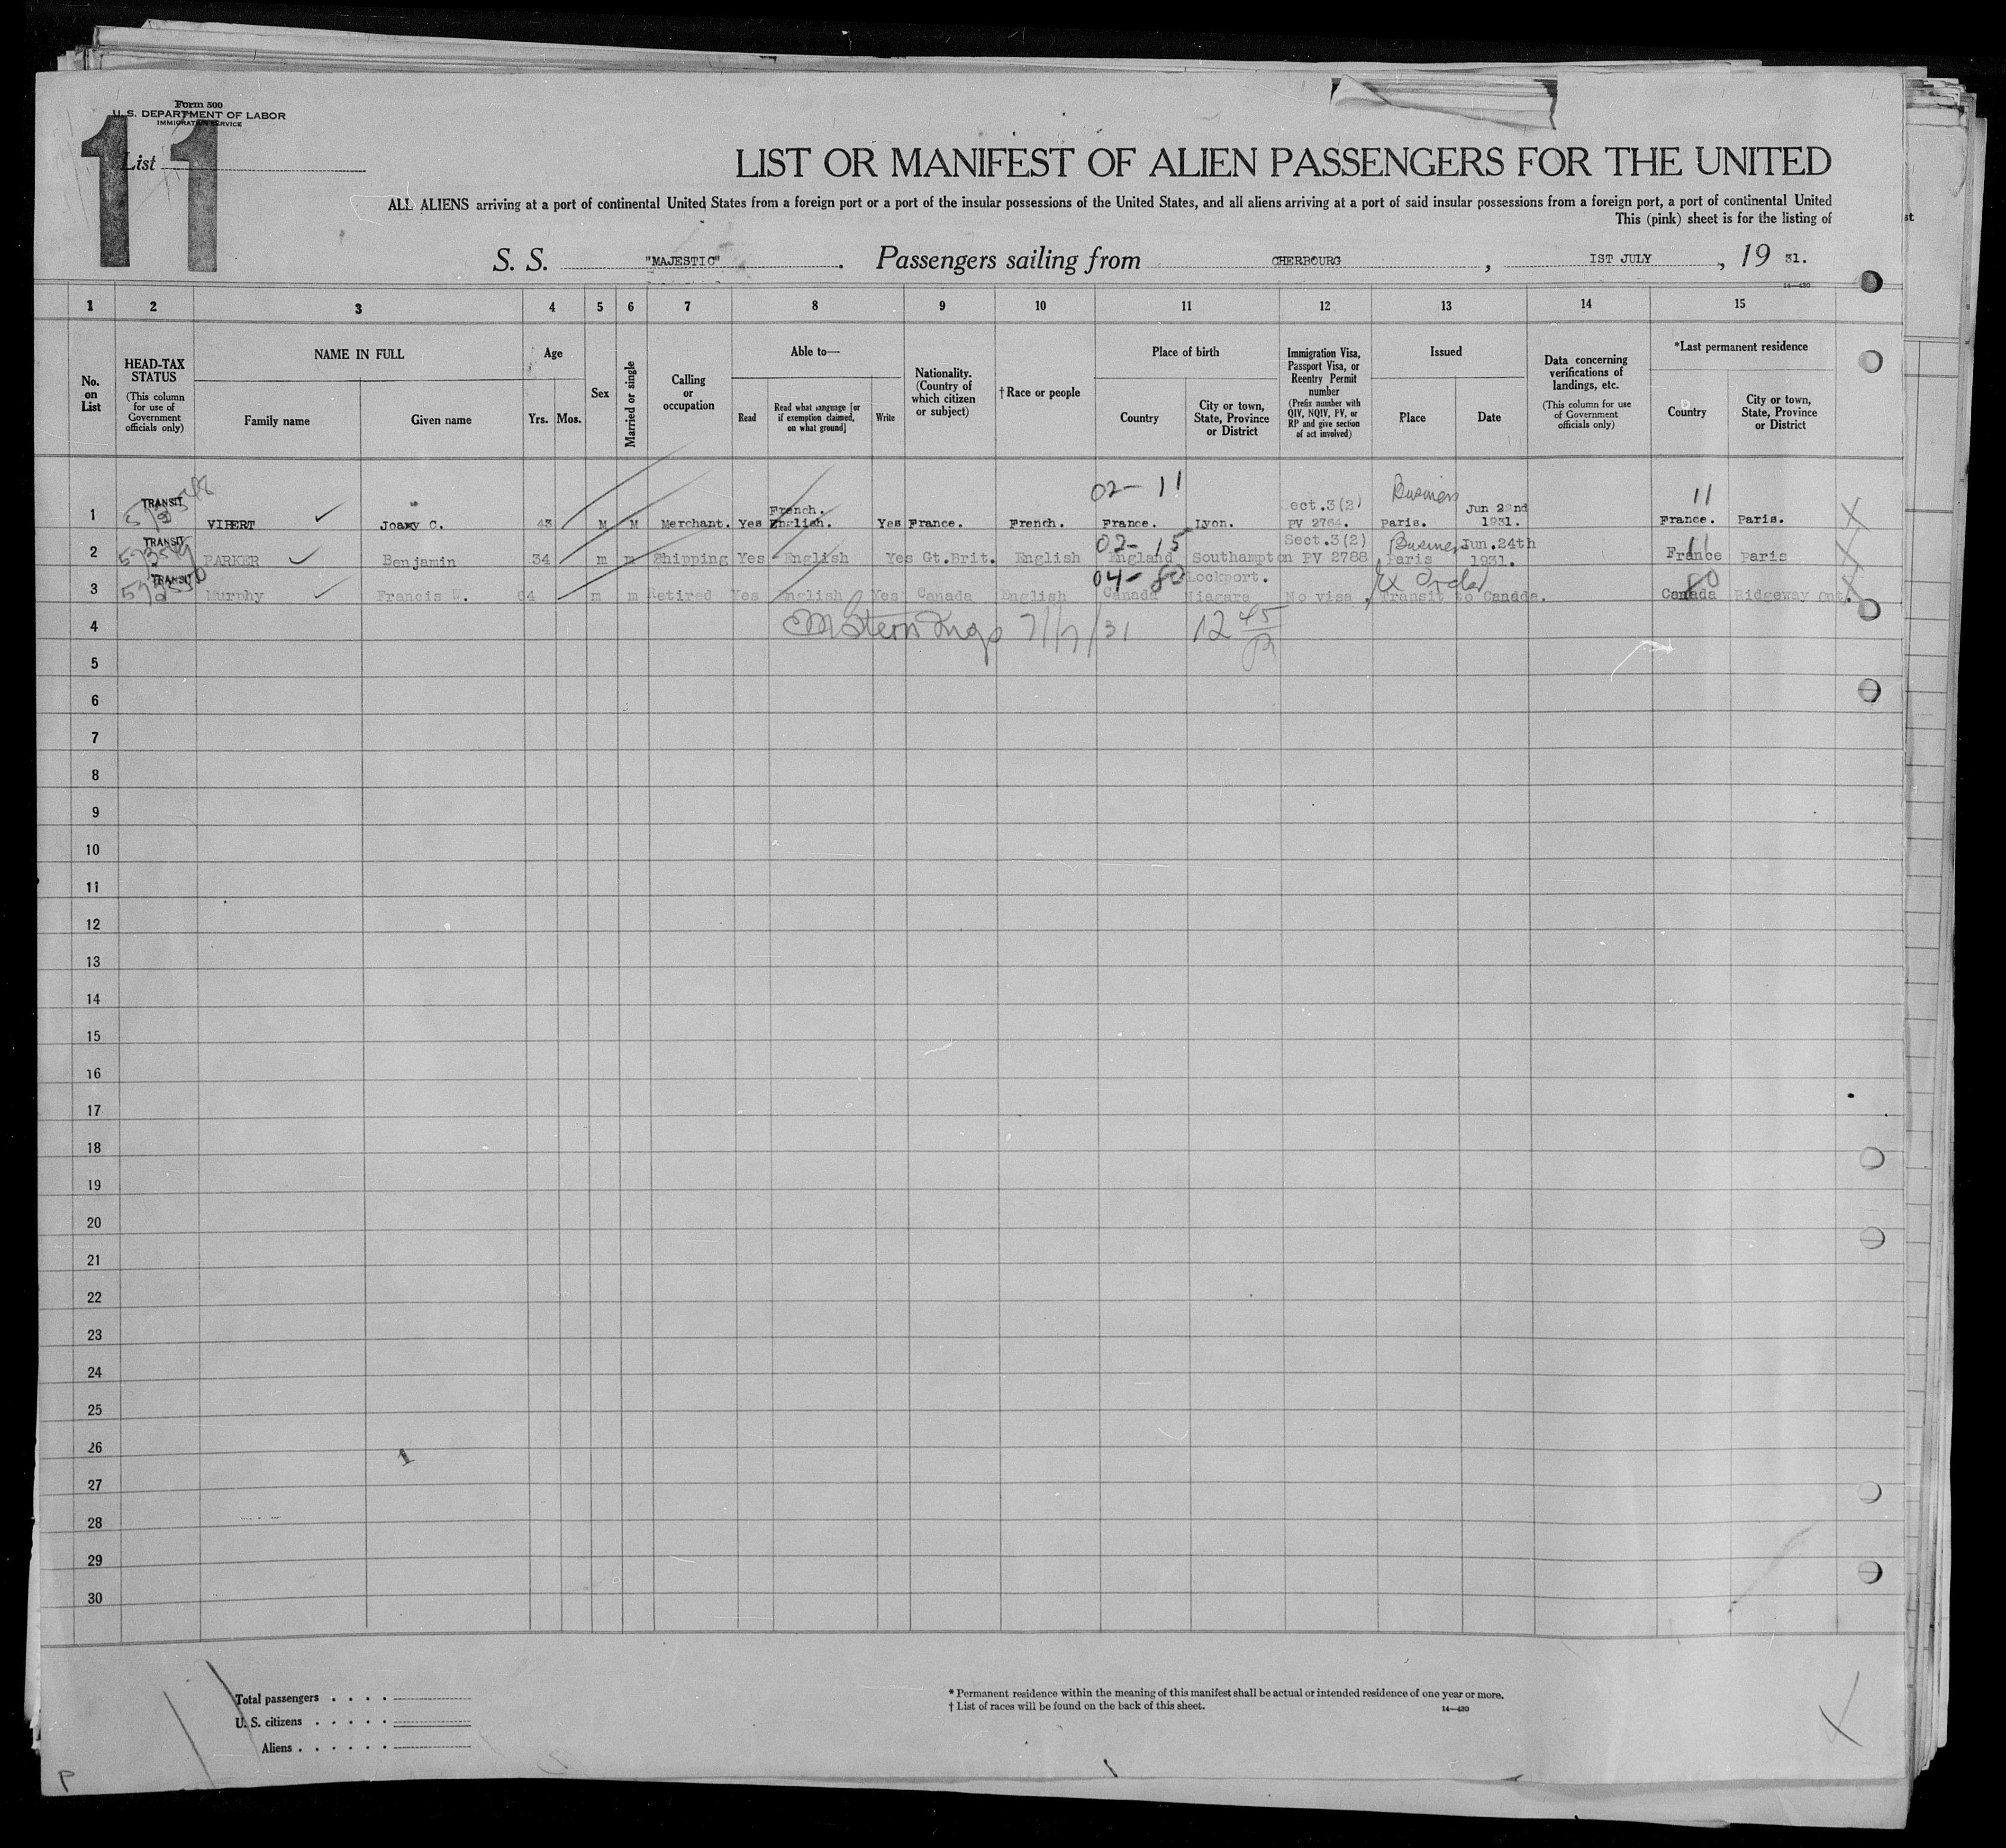 Form 500
U. S. DEPARTMENT OF LABOR
IMMIGRATION SERVICE
11
List
LIST OR MANIFEST OF ALIEN PASSENGERS FOR THE UNITED
ALL ALIENS arriving at a port of continental United States from a foreign port or a port of the insular possessions of the United States, and all aliens arriving at a port of said insular possessions from a foreign port, a port of continental United
This (pink) sheet is for the listing of
S. S. "MAJESTIC". Passengers sailing from CHERBOURG, 1ST JULY, 19 31.
14—430
1 2 3 4 5 6 7 8 9 10 11 12 13 14 15
No. on List
HEAD-TAX STATUS
(This column for use of Government officials only)
NAME IN FULL
Family name
Given name
Age
Yrs. Mos.
Sex
Married or single
Calling or occupation
Able to—
Read
Read what language [or if exemption claimed, on what ground]
Write
Nationality. (Country of which citizen or subject)
† Race or people
Place of birth
Country
City or town, State, Province or District
Immigration Visa, Passport Visa, or Reentry Permit number
(Prefix number with QIV, NQIV, PV, or RP and give section of act involved)
Issued
Place
Date
Data concerning verifications of landings, etc.
(This column for use of Government officials only)
*Last permanent residence
Country
City or town, State, Province or District
02-11 Business 11
TRANSIT French. Sect.3(2) Jun 22nd
1 VIBERT Joany C. 43 M M Merchant. Yes English. Yes France. French. France. Lyon. PV 2764. Paris. 1931. France. Paris.
TRANSIT 02-15 Sect.3(2) Business Jun.24th 11
2 PARKER Benjamin 34 m m Shipping Yes English Yes Gt.Brit. English England Southampton PV 2788 Paris 1931. France Paris
TRANSIT 04-80 Lockport. Ex Order 80
3 Murphy Francis W. 64 m m Retired Yes English Yes Canada English Canada Niagara No visa. Transit to Canada. Canada Ridgeway ont.
4 7/7/31 12 45
5
6
7
8
9
10
11
12
13
14
15
16
17
18
19
20
21
22
23
24
25
26
27
28
29
30
Total passengers . . . .
U. S. citizens . . . . .
Aliens . . . . . .
* Permanent residence within the meaning of this manifest shall be actual or intended residence of one year or more.
† List of races will be found on the back of this sheet.
14—430
P